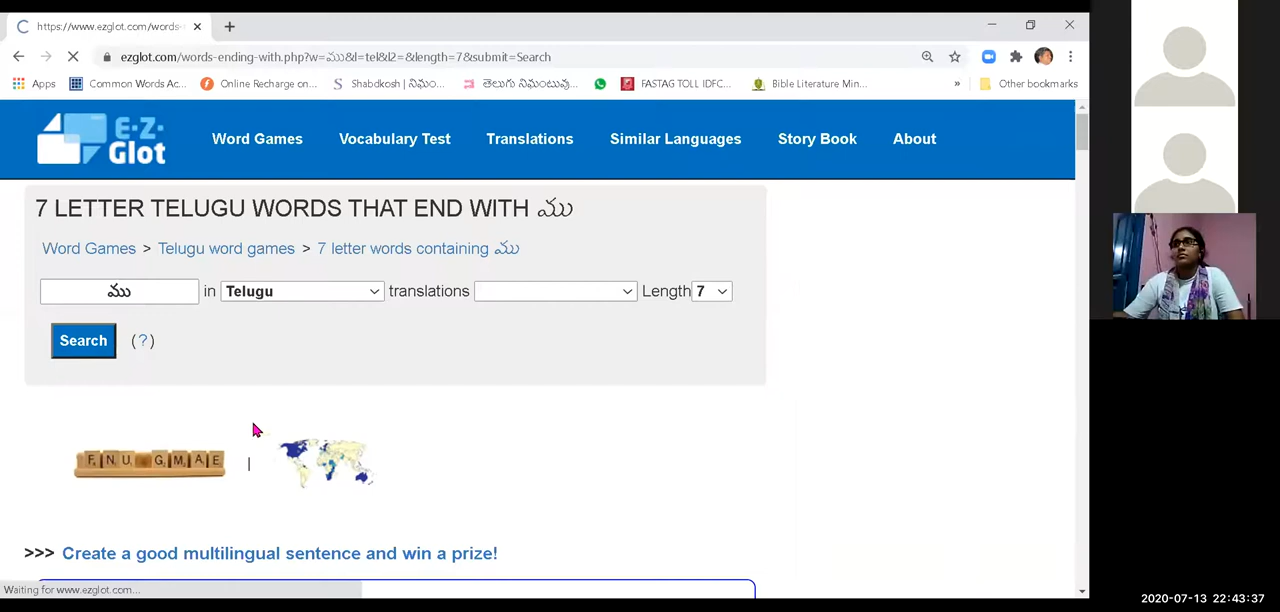 https://www.ezglot.com/words-
ezglot.com/words-ending-with.php?w=ము&l=tel&l2=&length=7&submit=Search
Apps Common Words Ac... Online Recharge on... Shabdkosh | నిఘం... తెలుగు నిఘంటువు... FASTAG TOLL IDFC... Bible Literature Min... » Other bookmarks
E·Z·
Glot
Word Games Vocabulary Test Translations Similar Languages Story Book About
7 LETTER TELUGU WORDS THAT END WITH ము
Word Games > Telugu word games > 7 letter words containing ము
ము in Telugu translations Length 7
Search (?)
F N U G M A E |
>>> Create a good multilingual sentence and win a prize!
Waiting for www.ezglot.com...
2020-07-13 22:43:37